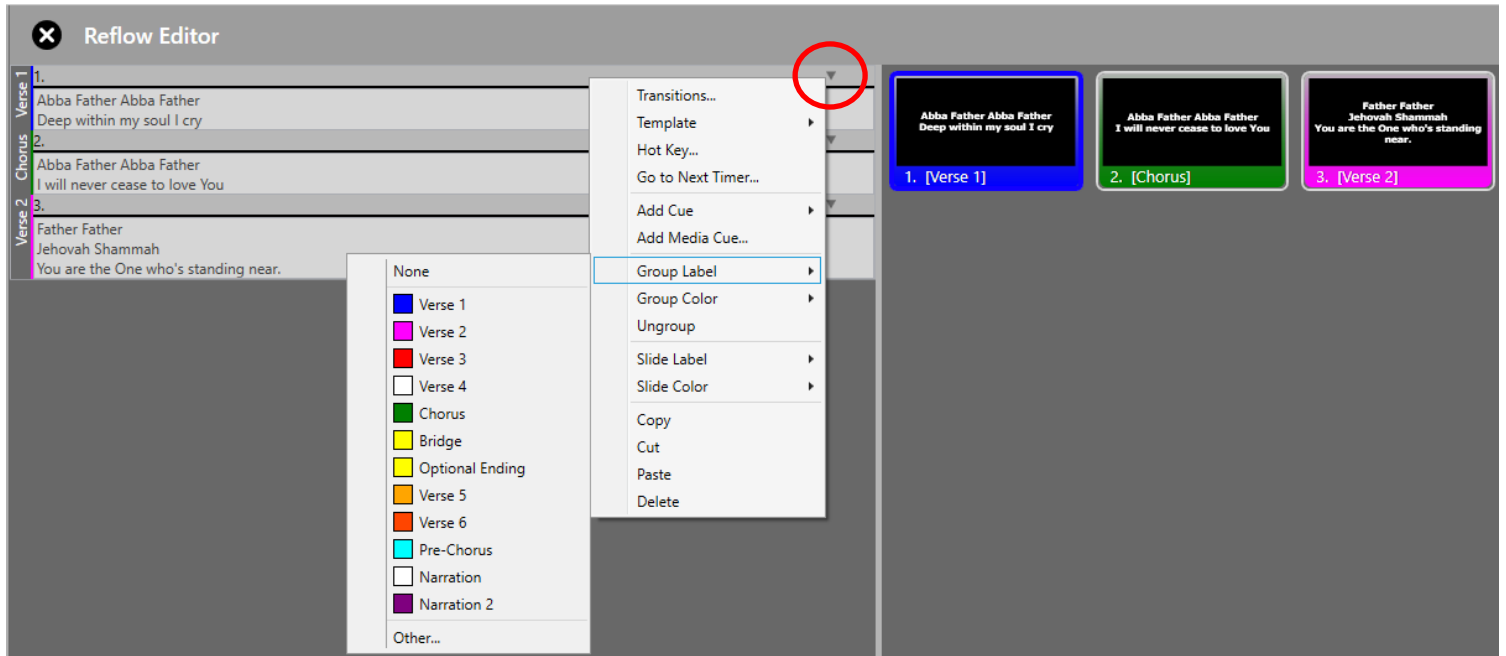 Reflow Editor
Verse 1
1.
Abba Father Abba Father
Deep within my soul I cry
Chorus
2.
Abba Father Abba Father
I will never cease to love You
Verse 2
3.
Father Father
Jehovah Shammah
You are the One who's standing near.
None
Verse 1
Verse 2
Verse 3
Verse 4
Chorus
Bridge
Optional Ending
Verse 5
Verse 6
Pre-Chorus
Narration
Narration 2
Other...
Transitions...
Template
Hot Key...
Go to Next Timer...
Add Cue
Add Media Cue...
Group Label
Group Color
Ungroup
Slide Label
Slide Color
Copy
Cut
Paste
Delete
Abba Father Abba Father
Deep within my soul I cry
1. [Verse 1]
Abba Father Abba Father
I will never cease to love You
2. [Chorus]
Father Father
Jehovah Shammah
You are the One who's standing
near.
3. [Verse 2]